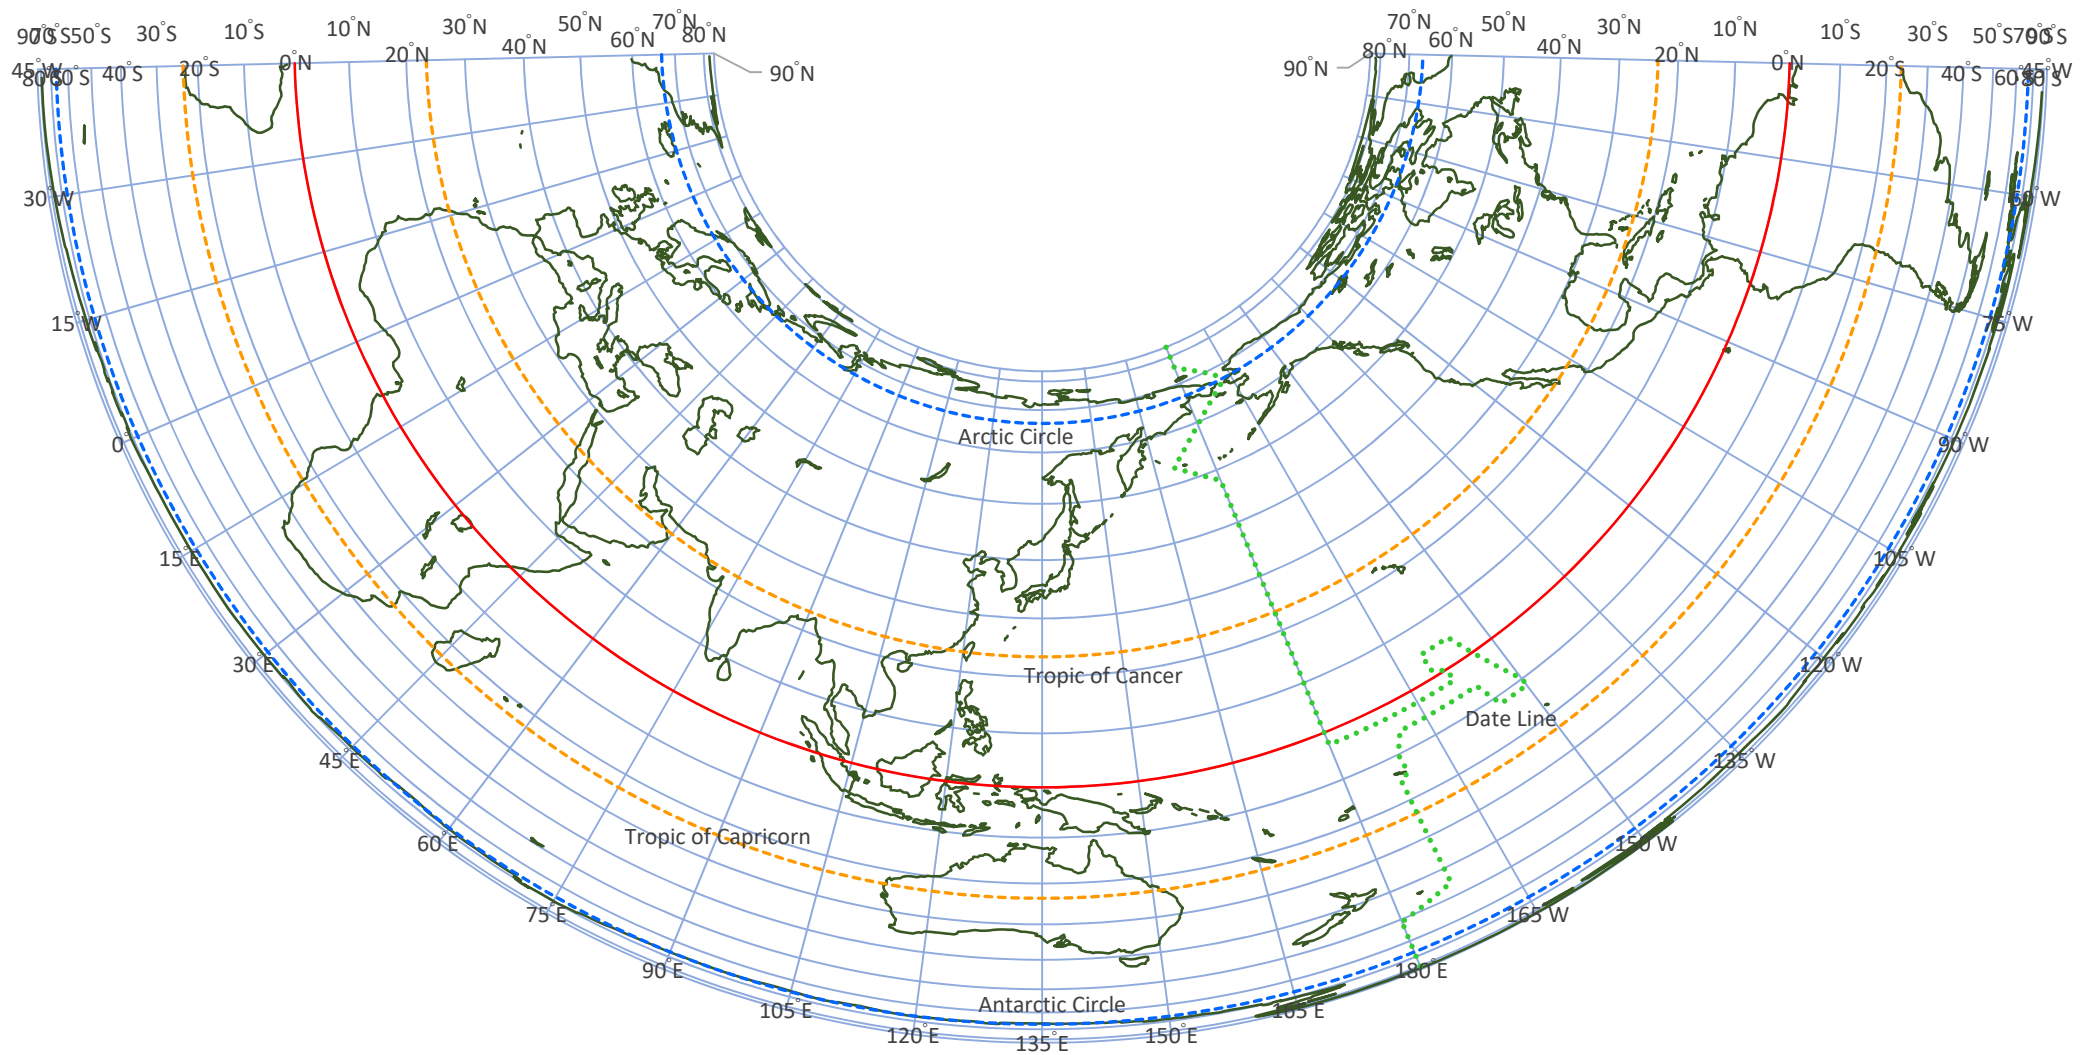 90°S 70°S 50°S 30°S 10°S 10°N 30°N 50°N 70°N 70°N 50°N 30°N 10°N 10°S 30°S 50°S 70°S 90°S
80°S 60°S 40°S 20°S 0°N 20°N 40°N 60°N 80°N 80°N 60°N 40°N 20°N 0°N 20°S 40°S 60°S 80°S
45°W 90°N 90°N 45°W
30°W 60°W
15°W 75°W
0° 90°W
Arctic Circle
15°E 105°W
30°E 120°W
Tropic of Cancer
Date Line
45°E 135°W
Tropic of Capricorn
60°E 150°W
75°E 165°W
90°E 180°E
Antarctic Circle
105°E 165°E
120°E 135°E 150°E